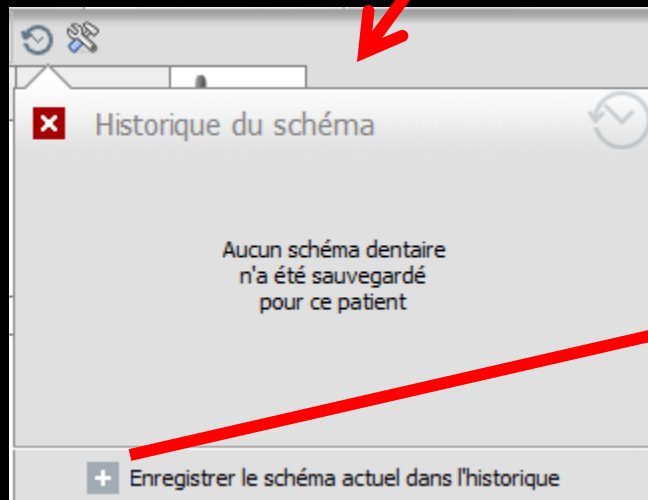 Historique du schéma
Aucun schéma dentaire
n'a été sauvegardé
pour ce patient
Enregistrer le schéma actuel dans l'historique